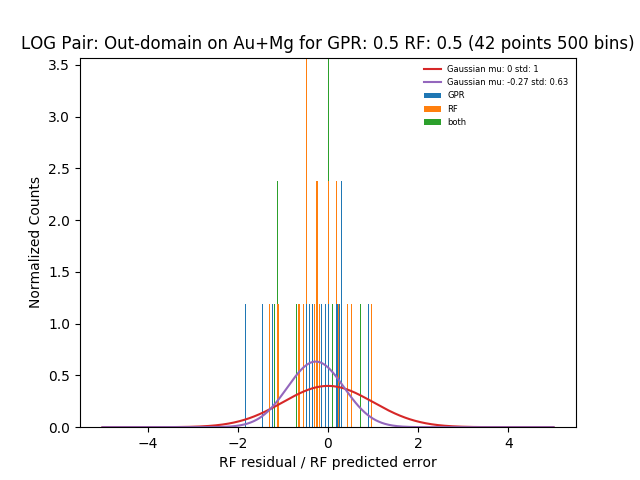 LOG Pair: Out-domain on Au+Mg for GPR: 0.5 RF: 0.5 (42 points 500 bins)
Normalized Counts
3.5
3.0
2.5
2.0
1.5
1.0
0.5
0.0
Gaussian mu: 0 std: 1
Gaussian mu: -0.27 std: 0.63
GPR
RF
both
−4 −2 0 2 4
RF residual / RF predicted error